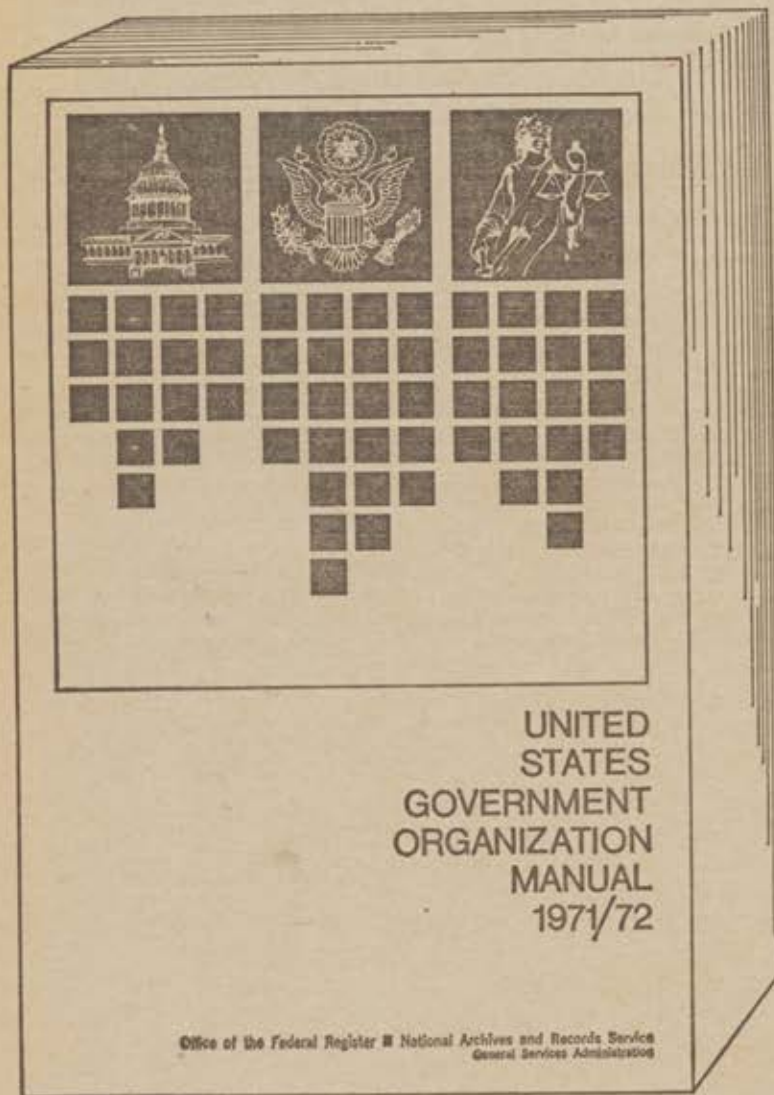 UNITED
STATES
GOVERNMENT
ORGANIZATION
MANUAL
1971/72
Office of the Federal Register ■ National Archives and Records Service
General Services Administration